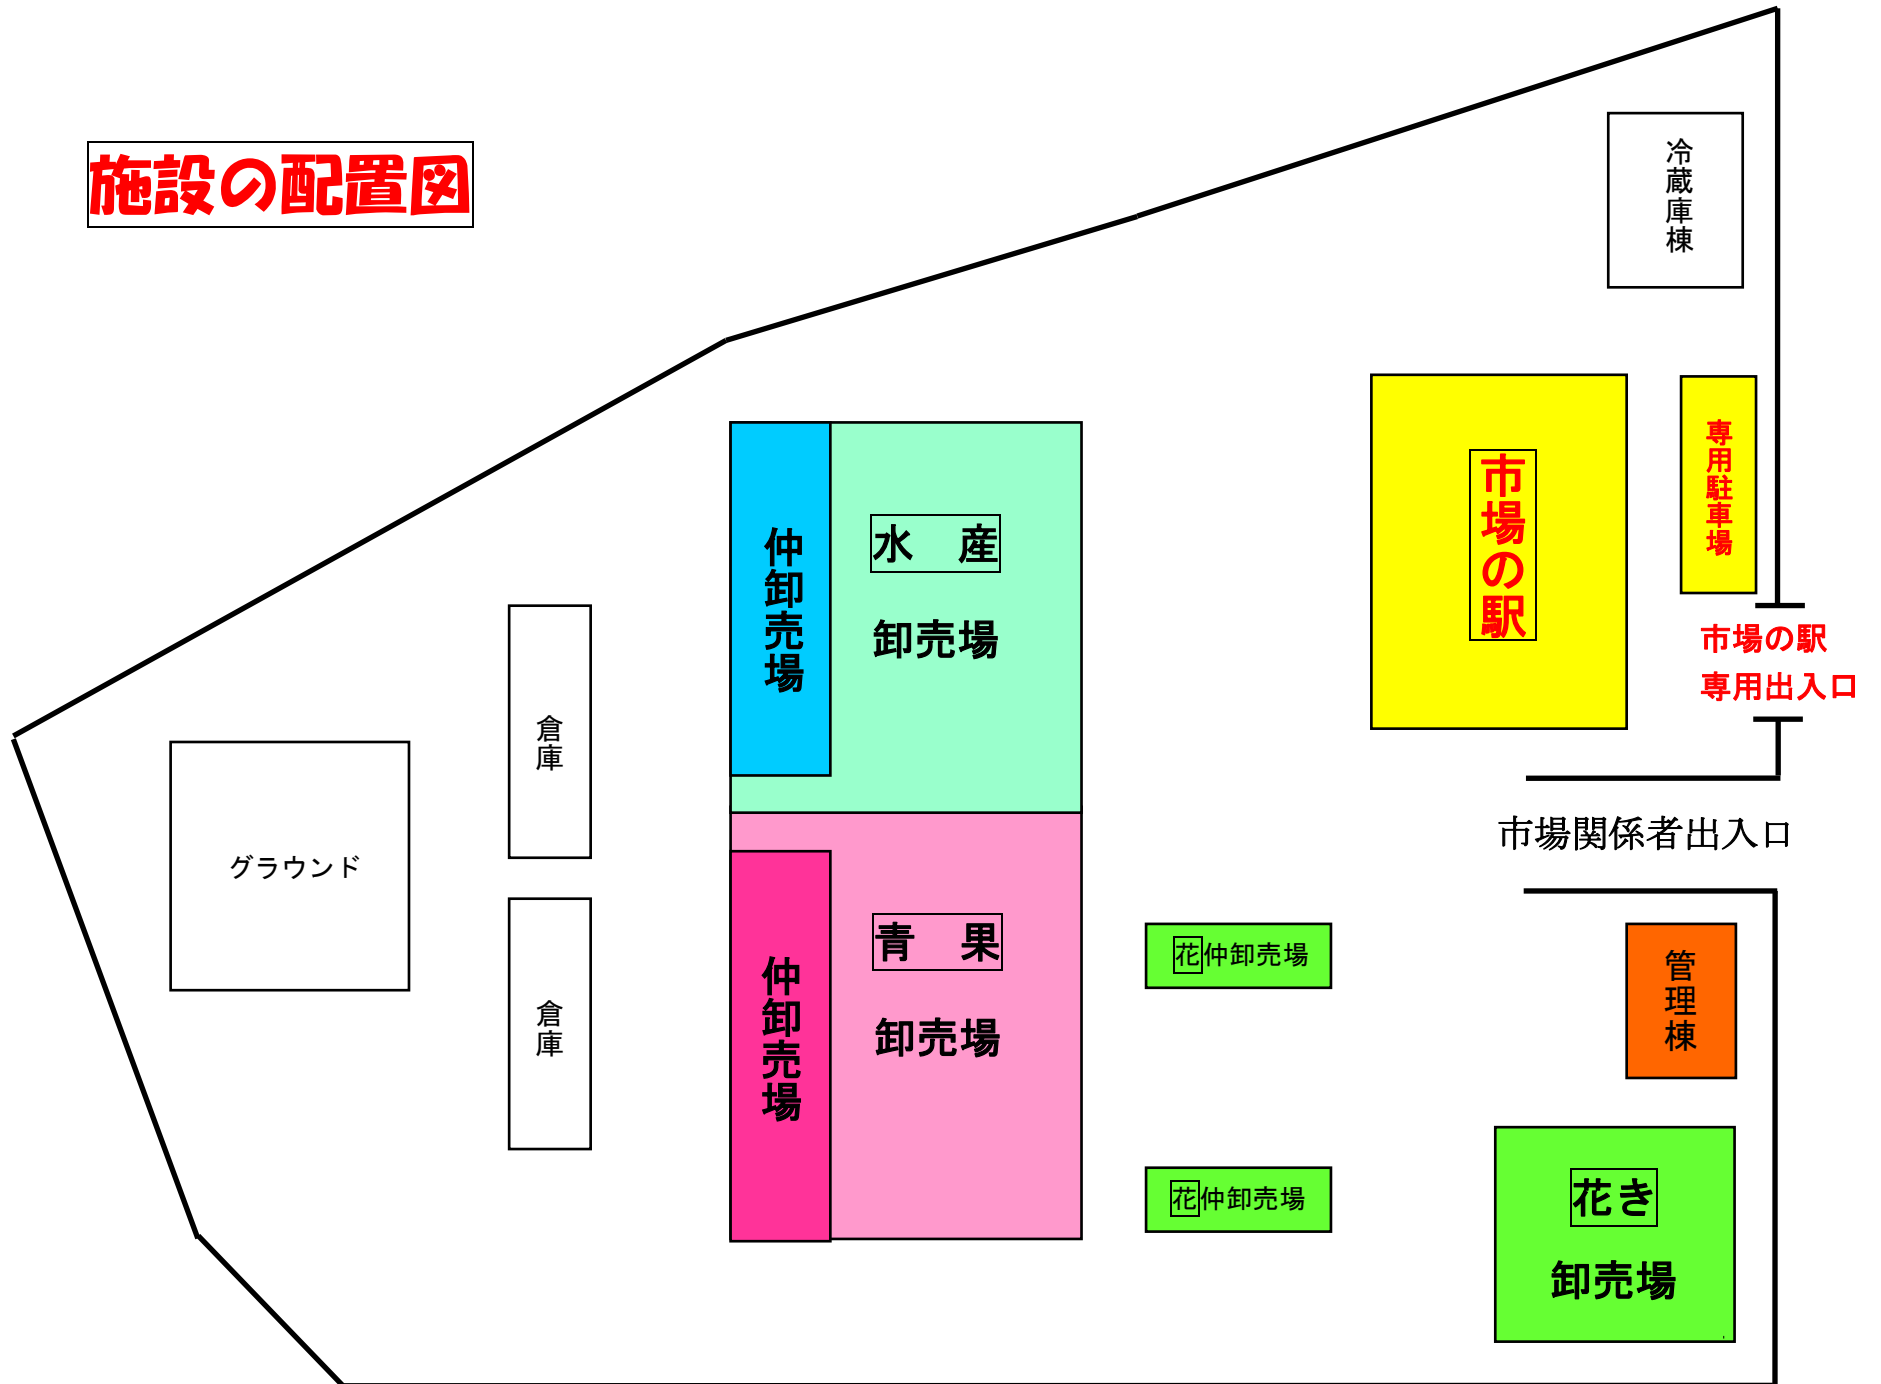 施設の配置図
冷蔵庫棟
市場の駅
専用駐車場
市場の駅
専用出入口
仲卸売場
水　産
卸売場
倉庫
グラウンド
市場関係者出入口
仲卸売場
青　果
卸売場
倉庫
花仲卸売場
管理棟
花仲卸売場
花き
卸売場